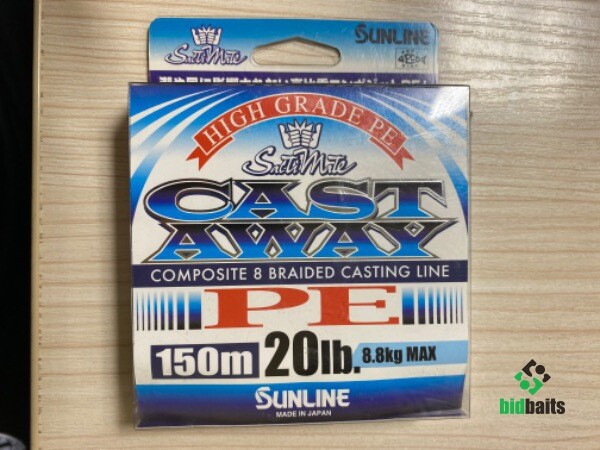 SaltiMate
SUNLINE
HIGH GRADE PE
SaltiMate
CAST
AWAY
COMPOSITE 8 BRAIDED CASTING LINE
PE
150m 20lb. 8.8kg MAX
SUNLINE
MADE IN JAPAN
bidbaits